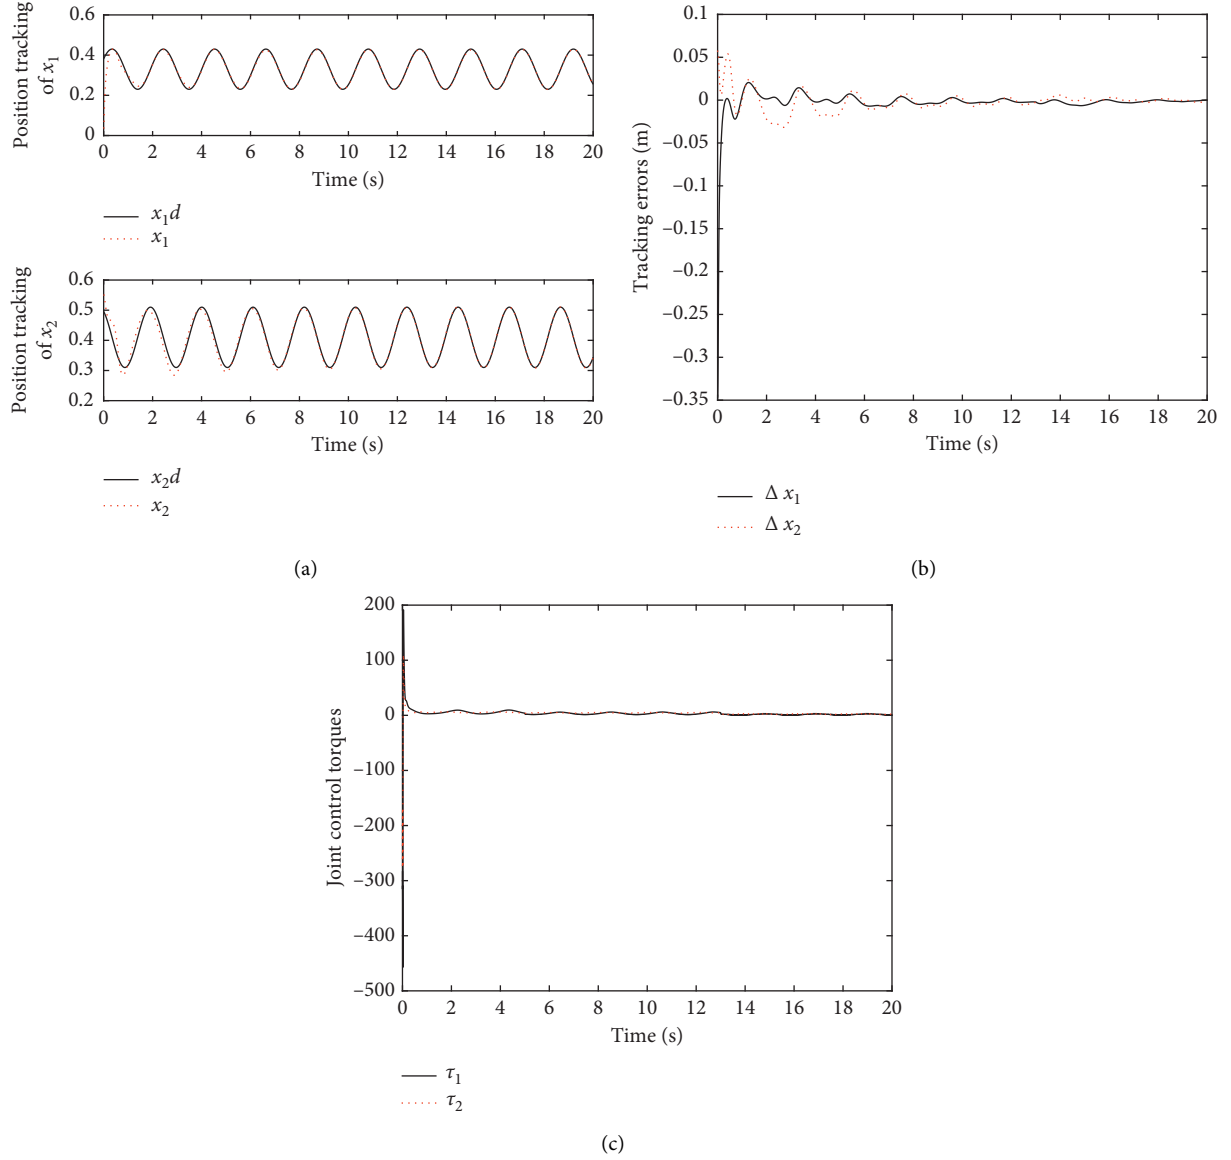 Position tracking
of x1
0.6
0.4
0.2
0
0 2 4 6 8 10 12 14 16 18 20
Time (s)
x1d
x1
Position tracking
of x2
0.6
0.5
0.4
0.3
0.2
0 2 4 6 8 10 12 14 16 18 20
Time (s)
x2d
x2
(a)
Tracking errors (m)
0.1
0.05
0
–0.05
–0.1
–0.15
–0.2
–0.25
–0.3
–0.35
0 2 4 6 8 10 12 14 16 18 20
Time (s)
Δ x1
Δ x2
(b)
Joint control torques
200
100
0
–100
–200
–300
–400
–500
0 2 4 6 8 10 12 14 16 18 20
Time (s)
τ1
τ2
(c)